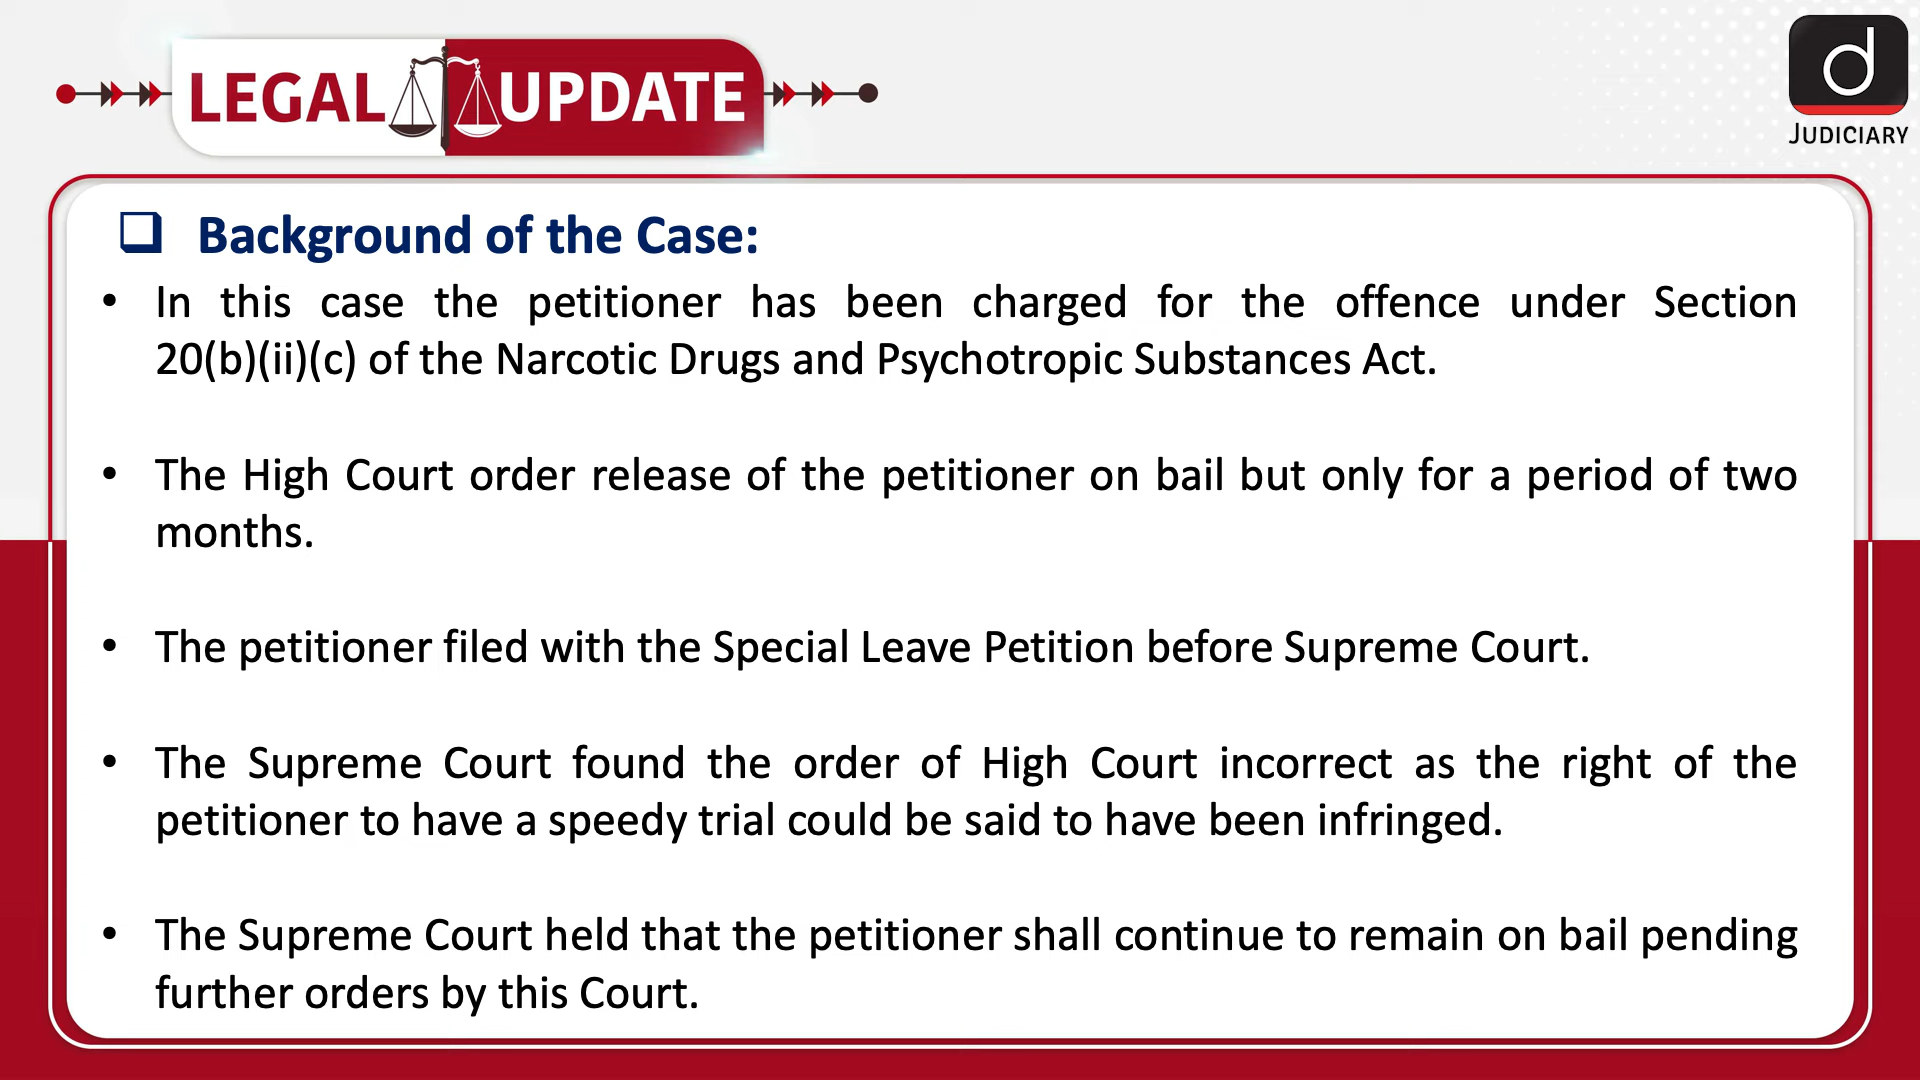 LEGAL UPDATE
d
JUDICIARY
❑ Background of the Case:
• In this case the petitioner has been charged for the offence under Section
20(b)(ii)(c) of the Narcotic Drugs and Psychotropic Substances Act.
• The High Court order release of the petitioner on bail but only for a period of two
months.
• The petitioner filed with the Special Leave Petition before Supreme Court.
• The Supreme Court found the order of High Court incorrect as the right of the
petitioner to have a speedy trial could be said to have been infringed.
• The Supreme Court held that the petitioner shall continue to remain on bail pending
further orders by this Court.